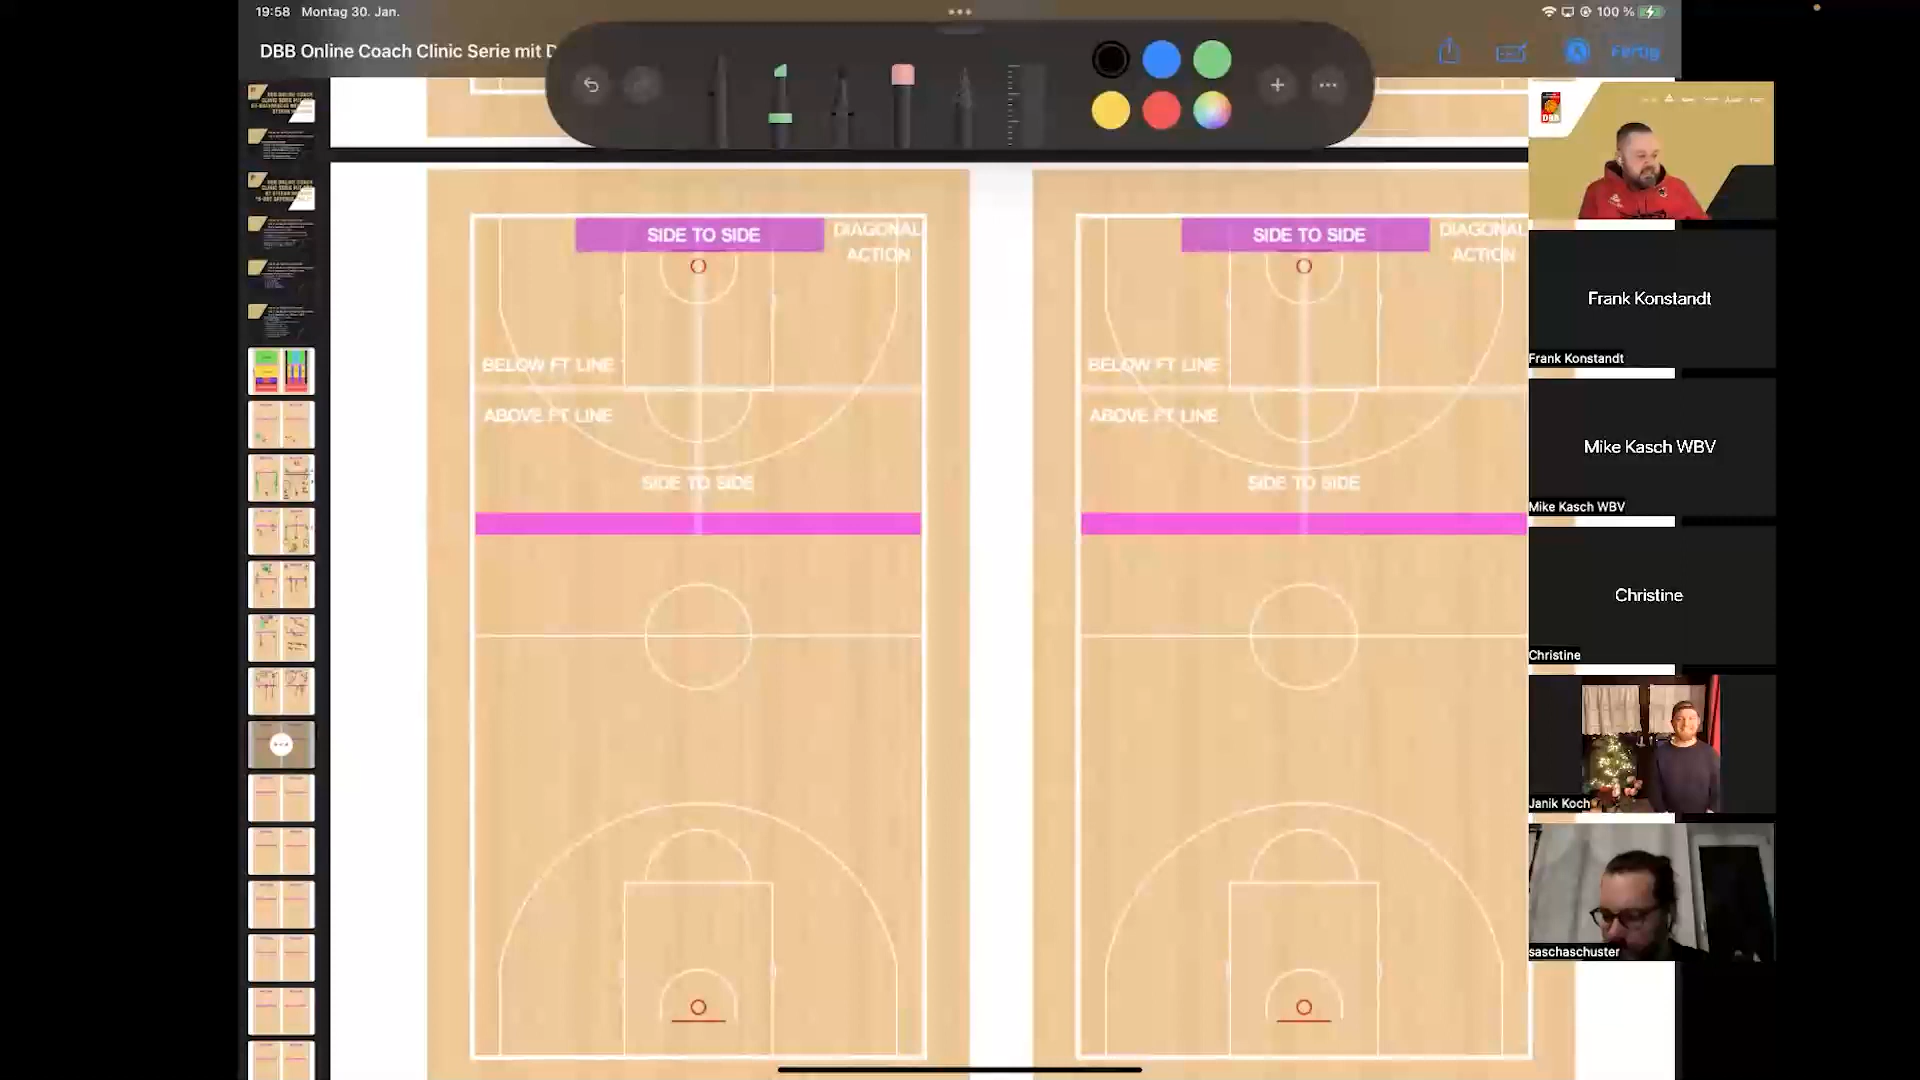 19:58 Montag 30. Jan.
100 %
DBB Online Coach Clinic Serie mit D
Fertig
DBB
SIDE TO SIDE
DIAGONAL
ACTION
BELOW FT LINE
ABOVE FT LINE
SIDE TO SIDE
SIDE TO SIDE
DIAGONAL
ACTION
BELOW FT LINE
ABOVE FT LINE
SIDE TO SIDE
Frank Konstandt
Frank Konstandt
Mike Kasch WBV
Mike Kasch WBV
Christine
Christine
Janik Koch
saschaschuster